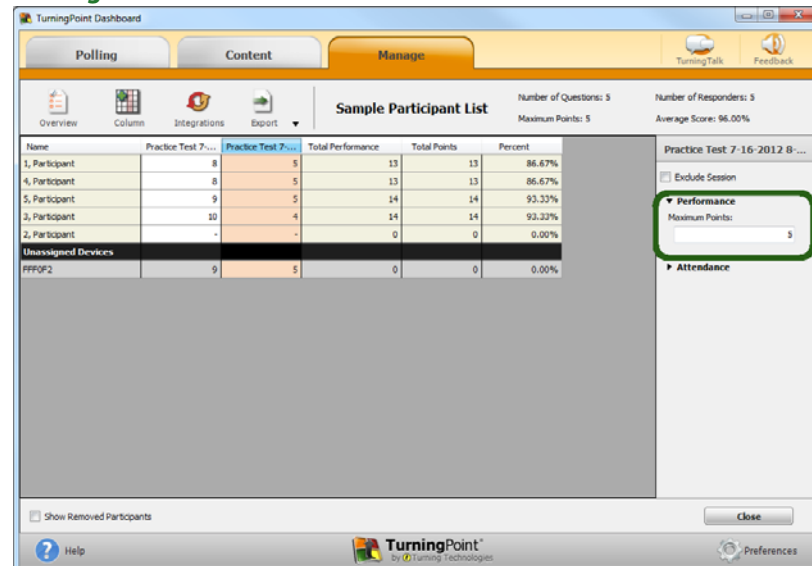 TurningPoint Dashboard
Polling
Content
Manage
TurningTalk
Feedback
Overview
Column
Integrations
Export
Sample Participant List
Number of Questions: 5
Maximum Points: 5
Number of Responders: 5
Average Score: 96.00%
Name Practice Test 7-... Practice Test 7-... Total Performance Total Points Percent
1, Participant 8 5 13 13 86.67%
4, Participant 8 5 13 13 86.67%
5, Participant 9 5 14 14 93.33%
3, Participant 10 4 14 14 93.33%
2, Participant - - 0 0 0.00%
Unassigned Devices
FFF0F2 9 5 0 0 0.00%
Practice Test 7-16-2012 8-...
Exclude Session
Performance
Maximum Points:
5
Attendance
Show Removed Participants
Close
Help
TurningPoint
by Turning Technologies
Preferences